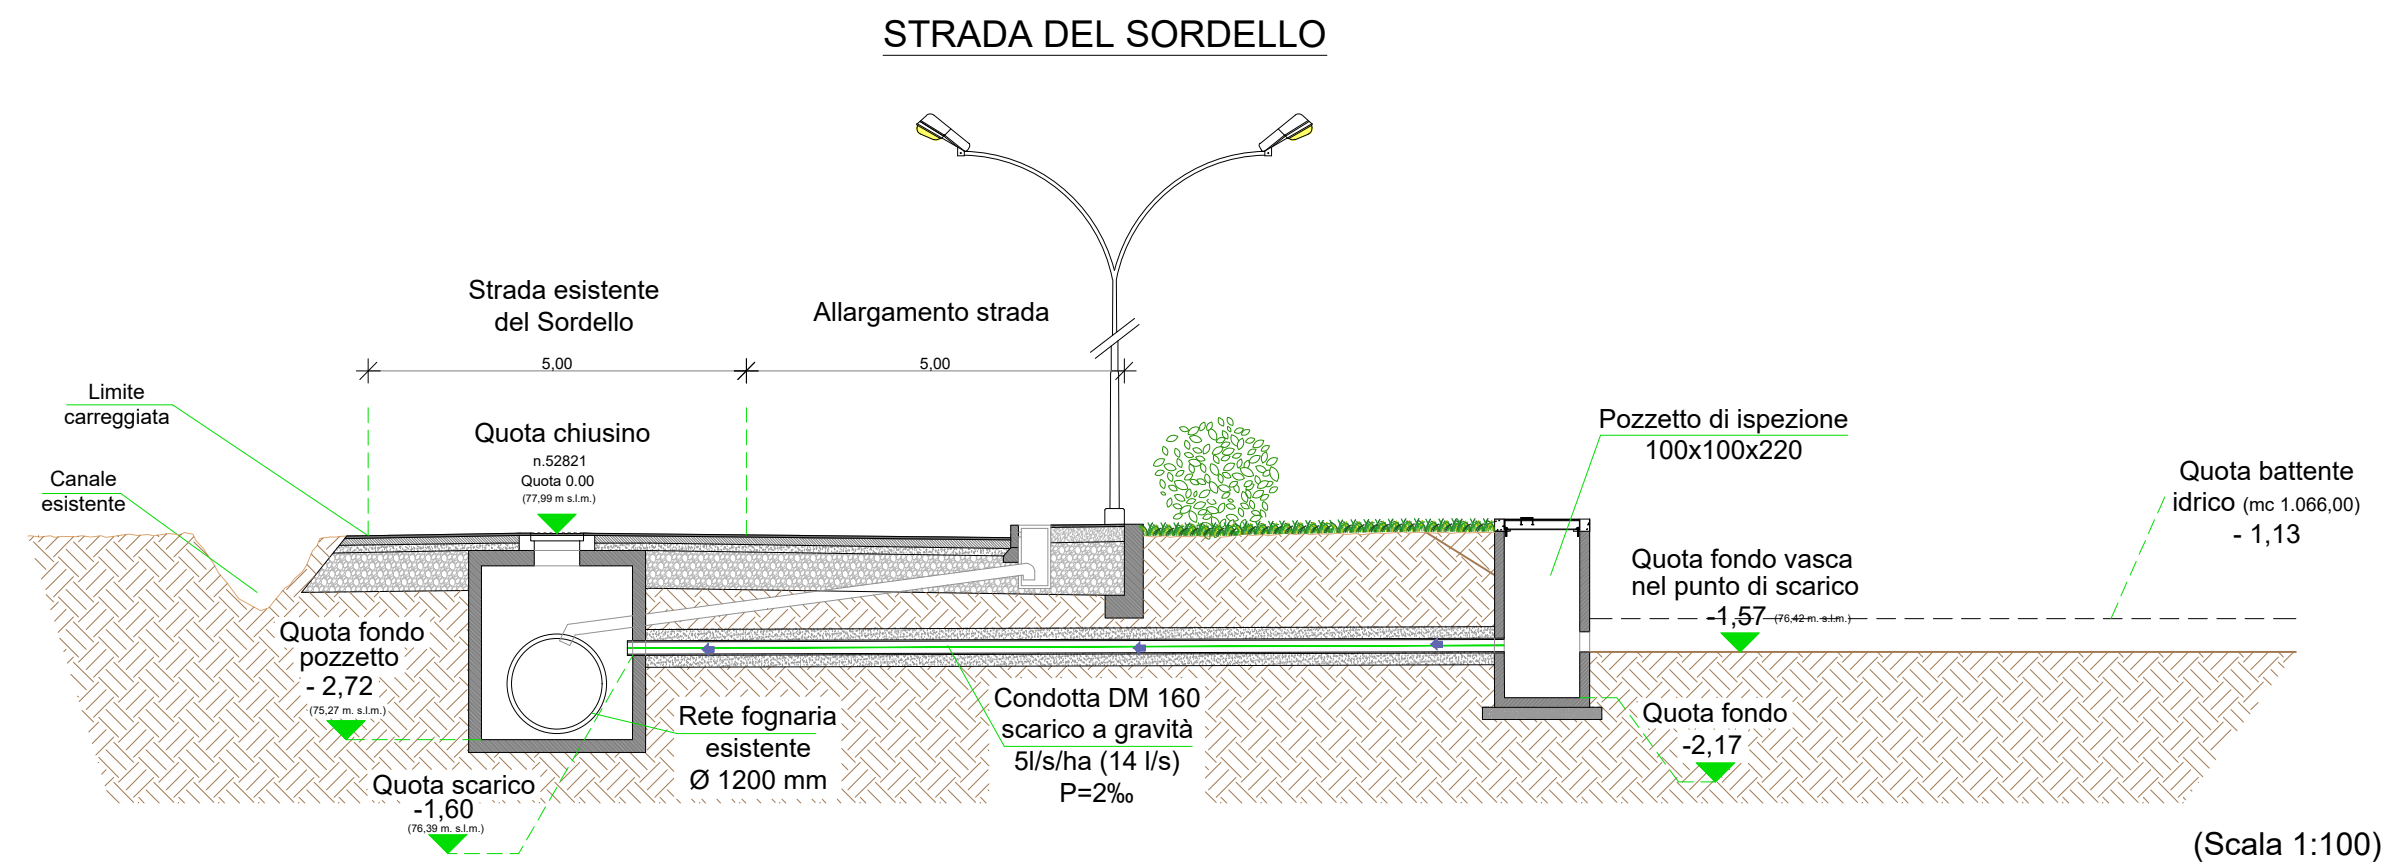 STRADA DEL SORDELLO
Strada esistente
del Sordello
Allargamento strada
5,00
5,00
Limite
carreggiata
Canale
esistente
Quota chiusino
n.52821
Quota 0.00
(77,99 m s.l.m.)
Pozzetto di ispezione
100x100x220
Quota battente
idrico (mc 1.066,00)
- 1,13
Quota fondo vasca
nel punto di scarico
-1,57 (76,42 m. s.l.m.)
Quota fondo
pozzetto
- 2,72
(75,27 m. s.l.m.)
Quota scarico
-1,60
(76,39 m. s.l.m.)
Rete fognaria
esistente
Ø 1200 mm
Condotta DM 160
scarico a gravità
5l/s/ha (14 l/s)
P=2‰
Quota fondo
-2,17
(Scala 1:100)